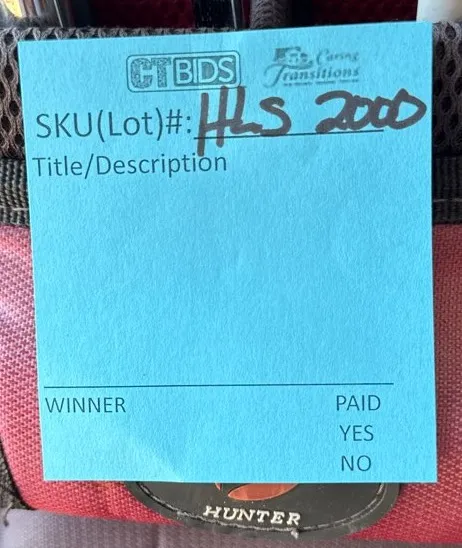 CTBIDS
Caring
Transitions
SKU(Lot)#: HLS 2000
Title/Description
WINNER
PAID
YES
NO
HUNTER